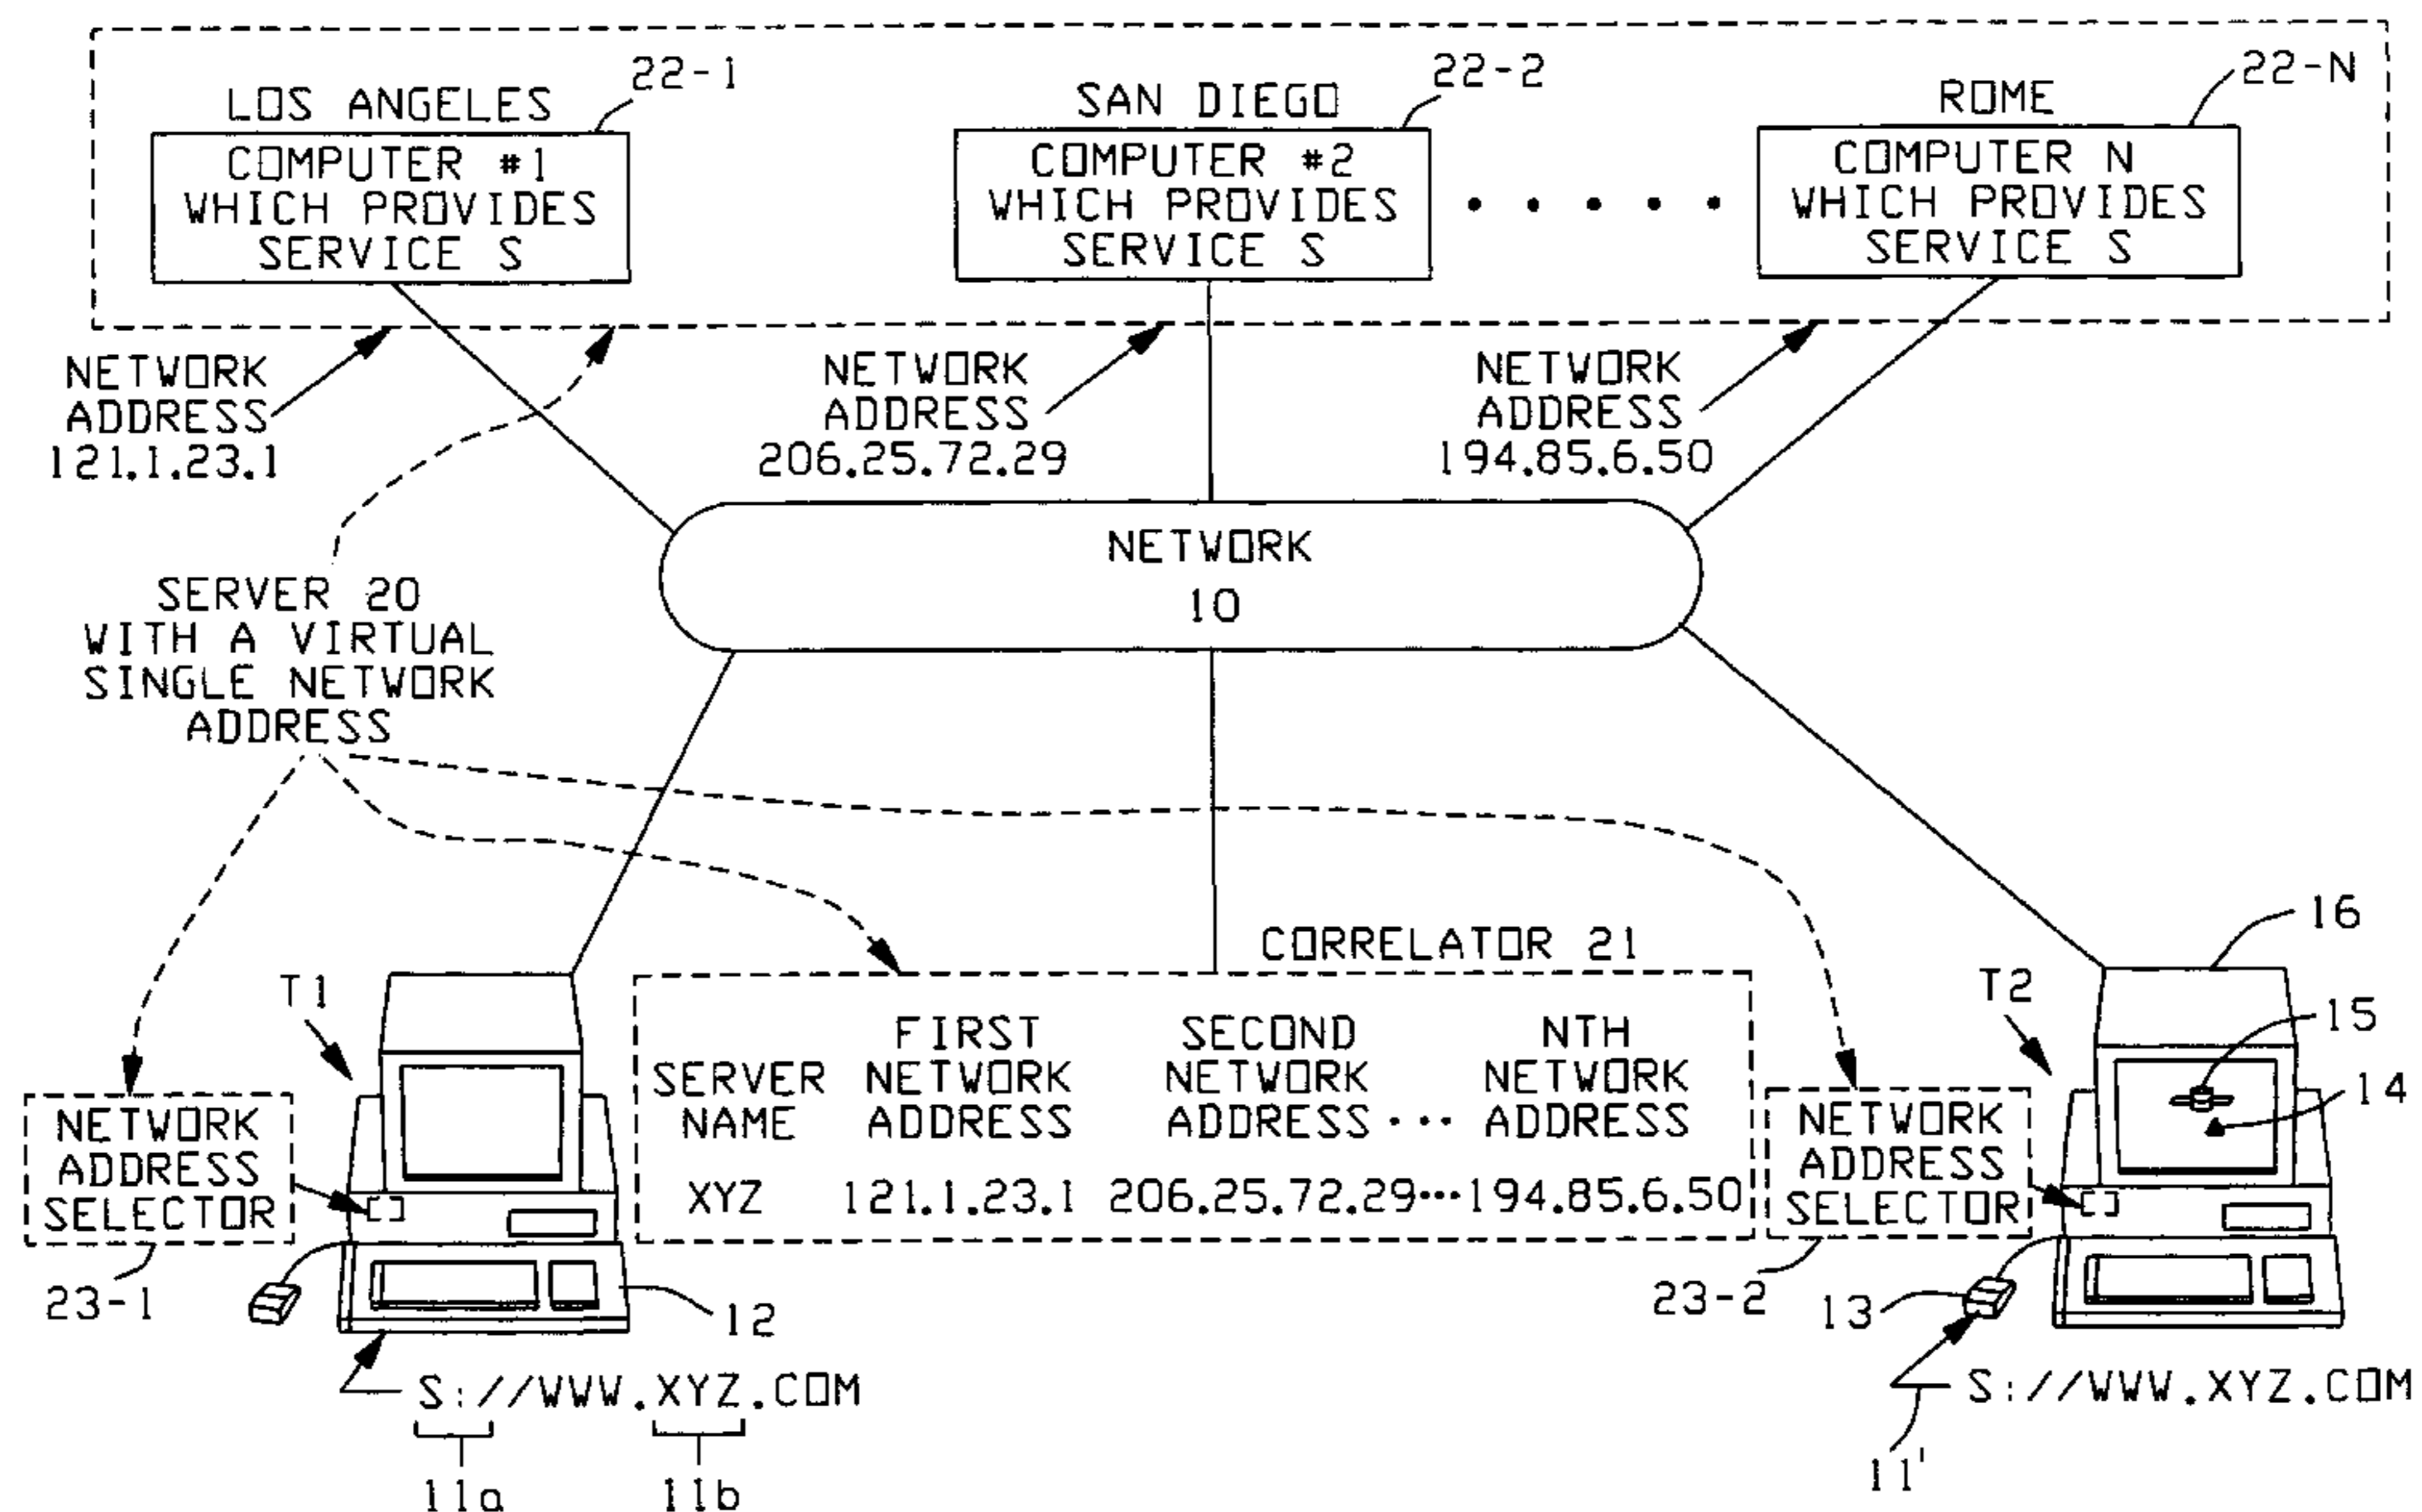 22-1
22-2
22-N
LOS ANGELES
SAN DIEGO
ROME
COMPUTER #1
WHICH PROVIDES
SERVICE S
COMPUTER #2
WHICH PROVIDES
SERVICE S
• • • • •
COMPUTER N
WHICH PROVIDES
SERVICE S
NETWORK
ADDRESS
121.1.23.1
NETWORK
ADDRESS
206.25.72.29
NETWORK
ADDRESS
194.85.6.50
NETWORK
10
SERVER 20
WITH A VIRTUAL
SINGLE NETWORK
ADDRESS
CORRELATOR 21
T1
SERVER
NAME
FIRST
NETWORK
ADDRESS
SECOND
NETWORK
ADDRESS
•••
NTH
NETWORK
ADDRESS
XYZ 121.1.23.1 206.25.72.29•••194.85.6.50
T2
16
15
14
NETWORK
ADDRESS
SELECTOR
23-1
12
NETWORK
ADDRESS
SELECTOR
23-2
13
S://WWW.XYZ.COM
11a
11b
S://WWW.XYZ.COM
11'